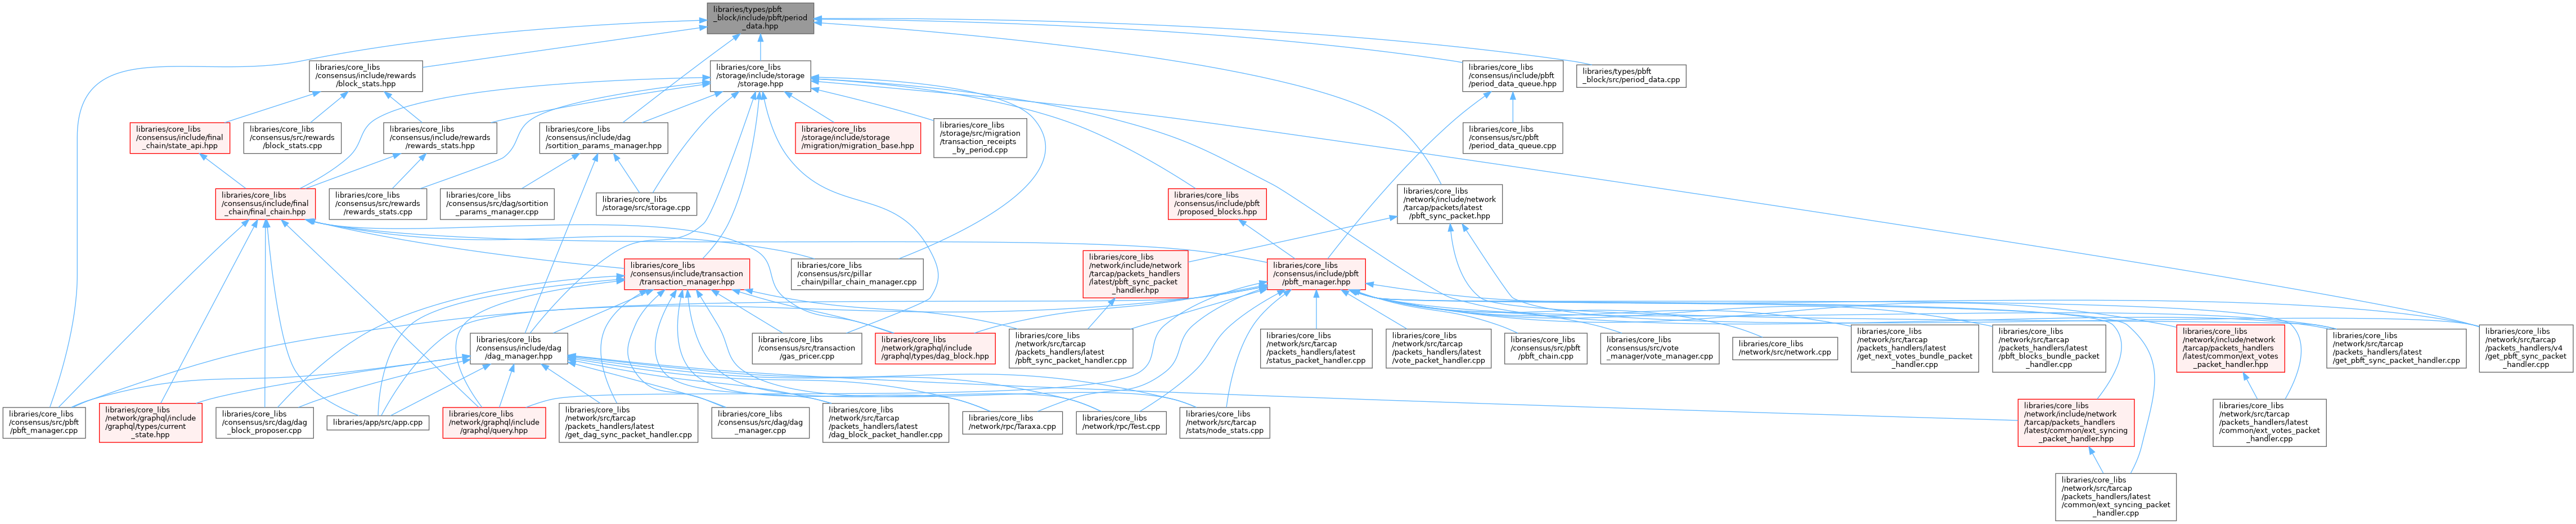 libraries/types/pbft
_block/include/pbft/period
_data.hpp
libraries/core_libs
/consensus/include/rewards
/block_stats.hpp
libraries/core_libs
/storage/include/storage
/storage.hpp
libraries/core_libs
/consensus/include/pbft
/period_data_queue.hpp
libraries/types/pbft
_block/src/period_data.cpp
libraries/core_libs
/consensus/include/final
_chain/state_api.hpp
libraries/core_libs
/consensus/src/rewards
/block_stats.cpp
libraries/core_libs
/consensus/include/rewards
/rewards_stats.hpp
libraries/core_libs
/consensus/include/dag
/sortition_params_manager.hpp
libraries/core_libs
/storage/include/storage
/migration/migration_base.hpp
libraries/core_libs
/storage/src/migration
/transaction_receipts
_by_period.cpp
libraries/core_libs
/consensus/src/pbft
/period_data_queue.cpp
libraries/core_libs
/consensus/include/final
_chain/final_chain.hpp
libraries/core_libs
/consensus/src/rewards
/rewards_stats.cpp
libraries/core_libs
/consensus/src/dag/sortition
_params_manager.cpp
libraries/core_libs
/storage/src/storage.cpp
libraries/core_libs
/consensus/include/pbft
/proposed_blocks.hpp
libraries/core_libs
/network/include/network
/tarcap/packets/latest
/pbft_sync_packet.hpp
libraries/core_libs
/consensus/include/transaction
/transaction_manager.hpp
libraries/core_libs
/consensus/src/pillar
_chain/pillar_chain_manager.cpp
libraries/core_libs
/network/include/network
/tarcap/packets_handlers
/latest/pbft_sync_packet
_handler.hpp
libraries/core_libs
/consensus/include/pbft
/pbft_manager.hpp
libraries/core_libs
/consensus/include/dag
/dag_manager.hpp
libraries/core_libs
/consensus/src/transaction
/gas_pricer.cpp
libraries/core_libs
/network/graphql/include
/graphql/types/dag_block.hpp
libraries/core_libs
/network/src/tarcap
/packets_handlers/latest
/pbft_sync_packet_handler.cpp
libraries/core_libs
/network/src/tarcap
/packets_handlers/latest
/status_packet_handler.cpp
libraries/core_libs
/network/src/tarcap
/packets_handlers/latest
/vote_packet_handler.cpp
libraries/core_libs
/consensus/src/pbft
/pbft_chain.cpp
libraries/core_libs
/consensus/src/vote
_manager/vote_manager.cpp
libraries/core_libs
/network/src/network.cpp
libraries/core_libs
/network/src/tarcap
/packets_handlers/latest
/get_next_votes_bundle_packet
_handler.cpp
libraries/core_libs
/network/src/tarcap
/packets_handlers/latest
/pbft_blocks_bundle_packet
_handler.cpp
libraries/core_libs
/network/include/network
/tarcap/packets_handlers
/latest/common/ext_votes
_packet_handler.hpp
libraries/core_libs
/network/src/tarcap
/packets_handlers/latest
/get_pbft_sync_packet_handler.cpp
libraries/core_libs
/network/src/tarcap
/packets_handlers/v4
/get_pbft_sync_packet
_handler.cpp
libraries/core_libs
/consensus/src/pbft
/pbft_manager.cpp
libraries/core_libs
/network/graphql/include
/graphql/types/current
_state.hpp
libraries/core_libs
/consensus/src/dag/dag
_block_proposer.cpp
libraries/app/src/app.cpp
libraries/core_libs
/network/graphql/include
/graphql/query.hpp
libraries/core_libs
/network/src/tarcap
/packets_handlers/latest
/get_dag_sync_packet_handler.cpp
libraries/core_libs
/consensus/src/dag/dag
_manager.cpp
libraries/core_libs
/network/src/tarcap
/packets_handlers/latest
/dag_block_packet_handler.cpp
libraries/core_libs
/network/rpc/Taraxa.cpp
libraries/core_libs
/network/rpc/Test.cpp
libraries/core_libs
/network/src/tarcap
/stats/node_stats.cpp
libraries/core_libs
/network/include/network
/tarcap/packets_handlers
/latest/common/ext_syncing
_packet_handler.hpp
libraries/core_libs
/network/src/tarcap
/packets_handlers/latest
/common/ext_votes_packet
_handler.cpp
libraries/core_libs
/network/src/tarcap
/packets_handlers/latest
/common/ext_syncing_packet
_handler.cpp